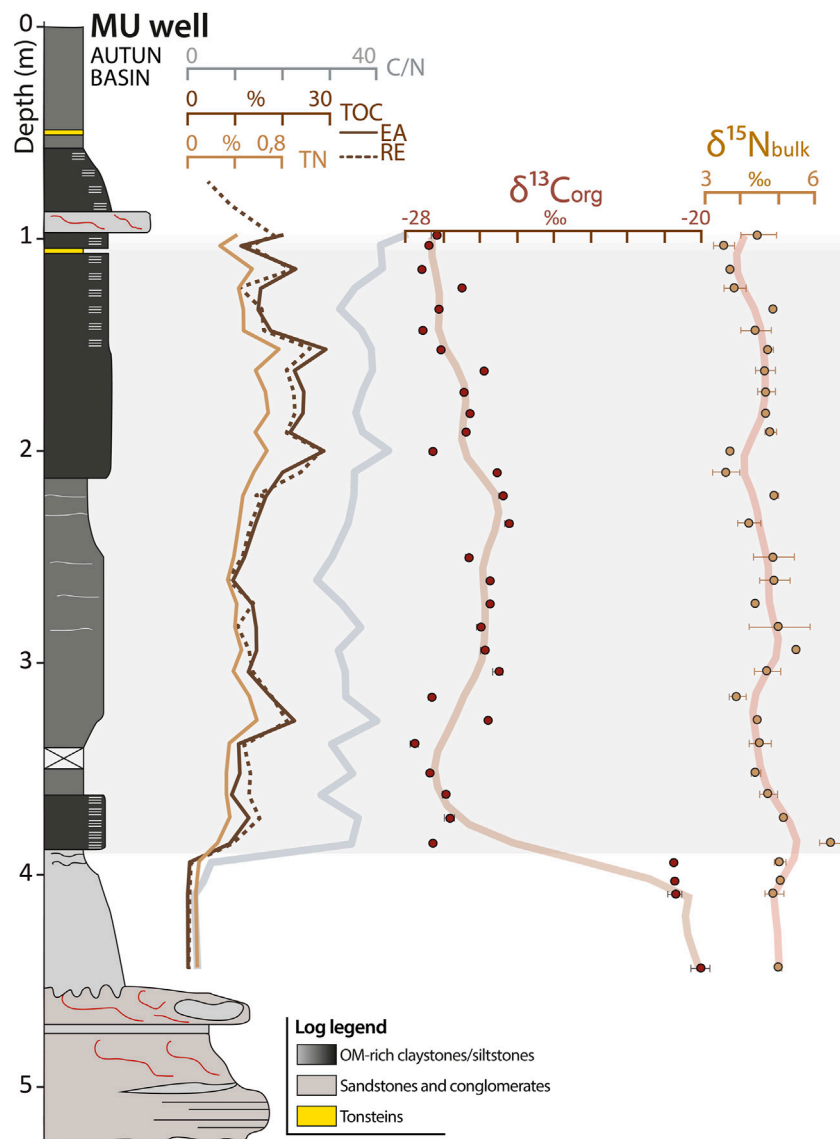 MU well
AUTUN
BASIN
Depth (m)
0
1
2
3
4
5
0 40
C/N
0 % 30
TOC
EA
RE
0 % 0,8
TN
δ13Corg
‰
-28 -20
δ15Nbulk
3 ‰ 6
Log legend
OM-rich claystones/siltstones
Sandstones and conglomerates
Tonsteins